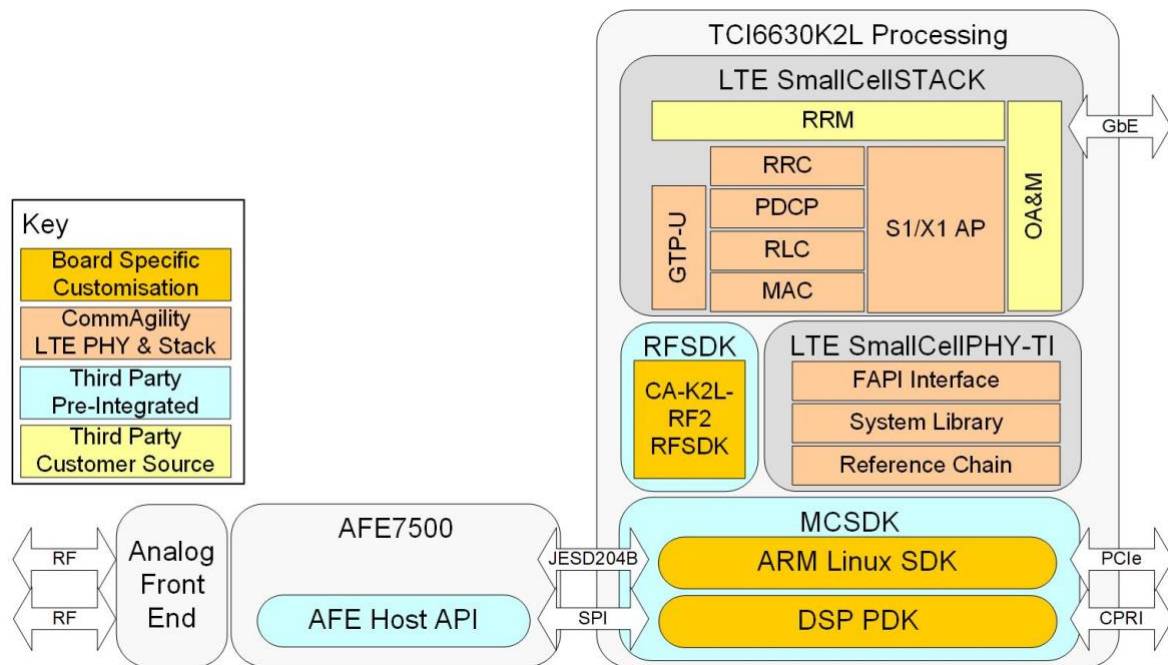 TCI6630K2L Processing
LTE SmallCellSTACK
RRM
GbE
RRC
PDCP
RLC
MAC
GTP-U
S1/X1 AP
OA&M
Key
Board Specific
Customisation
CommAgility
LTE PHY & Stack
Third Party
Pre-Integrated
Third Party
Customer Source
RFSDK
CA-K2L-
RF2
RFSDK
LTE SmallCellPHY-TI
FAPI Interface
System Library
Reference Chain
RF
RF
Analog
Front
End
AFE7500
AFE Host API
JESD204B
SPI
MCSDK
ARM Linux SDK
DSP PDK
PCIe
CPRI